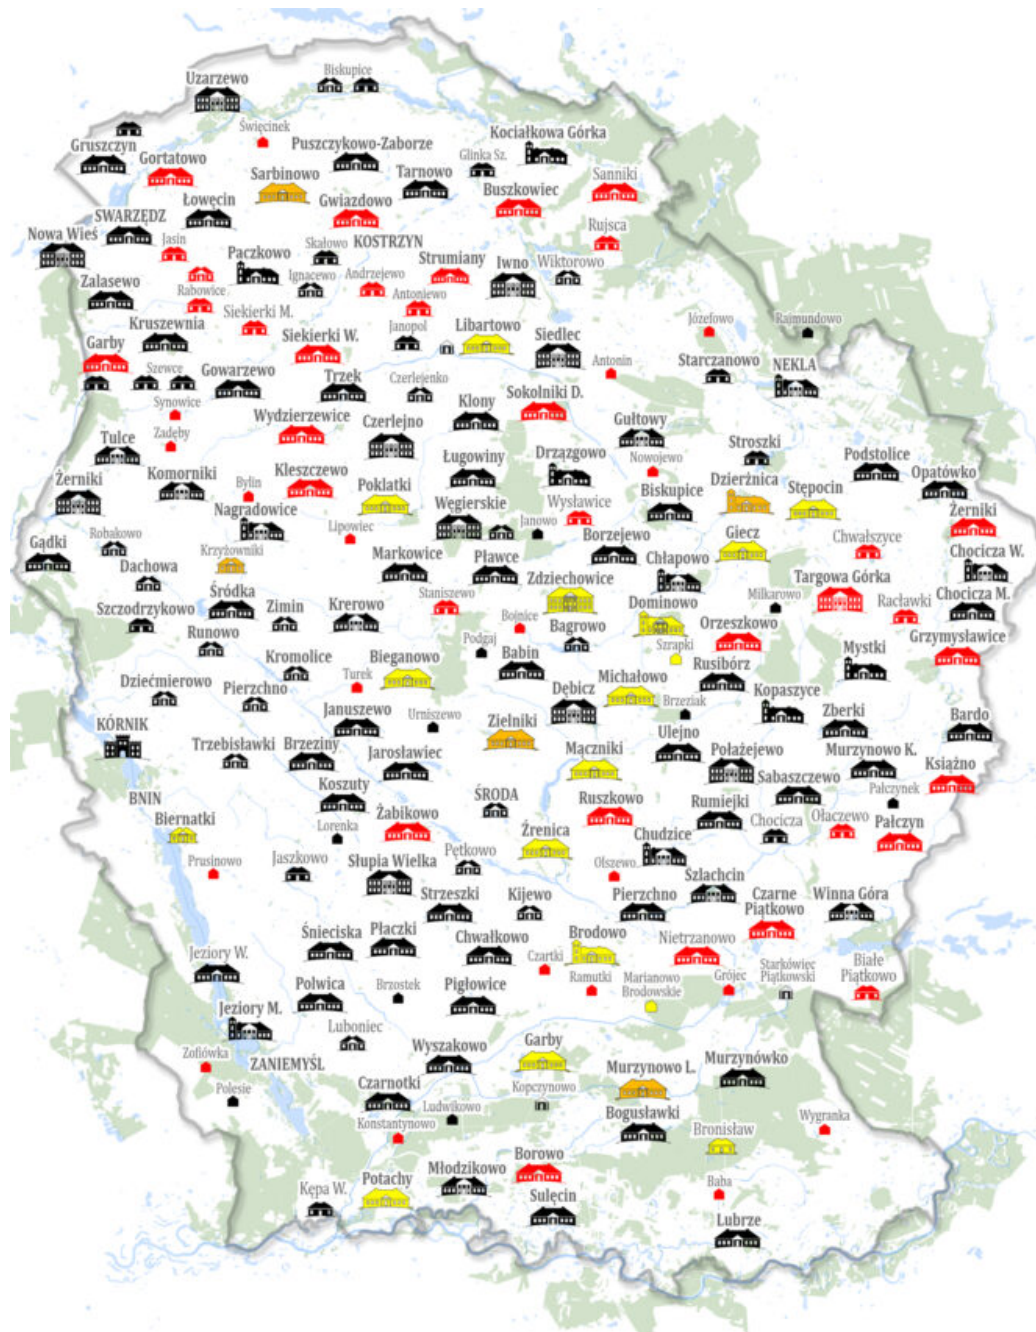 Biskupice
Uzarzewo
Święcinek
Gruszczyn
Puszczykowo-Zaborze
Kociałkowa Górka
Gortatowo
Glinka Sz.
Sarbinowo
Tarnowo
Sanniki
Łowęcin
Gwiazdowo
Buszkowiec
SWARZĘDZ
Nowa Wieś
Jasin
Skałowo
KOSTRZYN
Rujsca
Paczkowo
Strumiany
Iwno
Wiktorowo
Zalasewo
Rabowice
Ignacewo
Andrzejewo
Antoniewo
Siekierki M.
Kruszewnia
Siekierki W.
Janopol
Libartowo
Siedlec
Józefowo
Raimundowo
Garby
Szewce
Gowarzewo
Trzek
Czerlejenko
Antonin
Starczanowo
NEKLA
Synowice
Wydzierzewice
Klony
Sokolniki D.
Zadęby
Czerlejno
Gułtowy
Tulce
Stroszki
Żerniki
Komorniki
Kleszczewo
Ługowiny
Drzązgowo
Nowojewo
Podstolice
Opatówko
Bylin
Poklatki
Dzierżnica
Stępocin
Nagradowice
Węgierskie
Wysławice
Biskupice
Żerniki
Robakowo
Lipowiec
Janowo
Borzejewo
Giecz
Chwałszyce
Gądki
Krzyżowniki
Markowice
Pławce
Chłapowo
Chocicza W.
Dachowa
Zdziechowice
Targowa Górka
Śródka
Staniszewo
Milkarowo
Racławki
Chocicza M.
Szczodrzykowo
Zimin
Krerowo
Bojnice
Dominowo
Orzeszkowo
Runowo
Podgaj
Bagrowo
Szrapki
Grzymysławice
Kromolice
Bieganowo
Babin
Rusibórz
Mystki
Dziećmierowo
Pierzchno
Turek
Dębicz
Michałowo
Brzeziak
Kopaszyce
KÓRNIK
Januszewo
Urniszewo
Zielniki
Ulejno
Zberki
Bardo
Trzebisławki
Brzeziny
Jarosławiec
Mączniki
Połażejewo
Murzynowo K.
Książno
Koszuty
Sabaszczewo
Pałczynek
BNIN
ŚRODA
Ruszkowo
Rumiejki
Biernatki
Lorenka
Żabikowo
Chocicza
Ołaczewo
Pałczyn
Źrenica
Chudzice
Prusinowo
Jaszkowo
Słupia Wielka
Pętkowo
Olszewo
Szlachcin
Strzeszki
Kijewo
Pierzchno
Czarne
Piątkowo
Winna Góra
Śnieciska
Płaczki
Chwałkowo
Brodowo
Nietrzanowo
Jeziory W.
Czartki
Ramutki
Marianowo
Brodowskie
Grójec
Starkówiec
Piątkowski
Białe
Piątkowo
Polwica
Brzostek
Pigłowice
Jeziory M.
Luboniec
Zofiówka
ZANIEMYŚL
Wyszakowo
Garby
Murzynowo L.
Murzynówko
Polesie
Czarnotki
Kopczynowo
Ludwikowo
Konstantynowo
Bogusławki
Wygranka
Bronisław
Borowo
Młodzikowo
Potachy
Kępa W.
Baba
Sulęcin
Lubrze